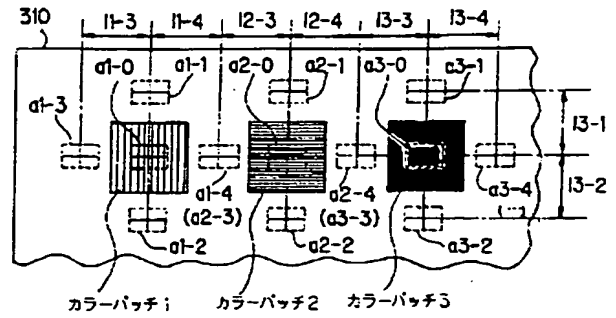 310
l1-3 l1-4 l2-3 l2-4 l3-3 l3-4
a1-0 a1-1 a2-0 a2-1 a3-0 a3-1
a1-3
l3-1
a1-4 a2-4 a3-4
(a2-3) (a3-3)
l3-2
a1-2 a2-2 a3-2
カラーパッチ1 カラーパッチ2 カラーパッチ3